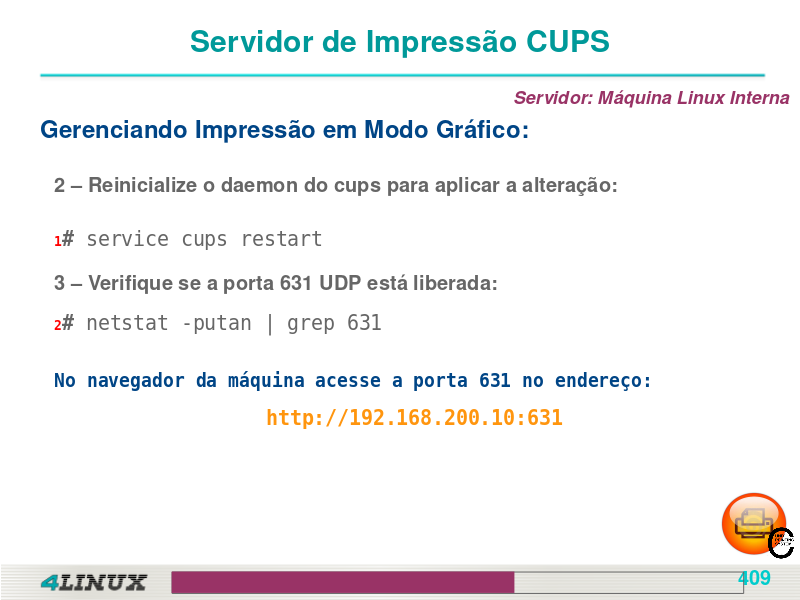 Servidor de Impressão CUPS
Servidor: Máquina Linux Interna
Gerenciando Impressão em Modo Gráfico:
2 – Reinicialize o daemon do cups para aplicar a alteração:
1# service cups restart
3 – Verifique se a porta 631 UDP está liberada:
2# netstat -putan | grep 631
No navegador da máquina acesse a porta 631 no endereço:
http://192.168.200.10:631
4LINUX
409